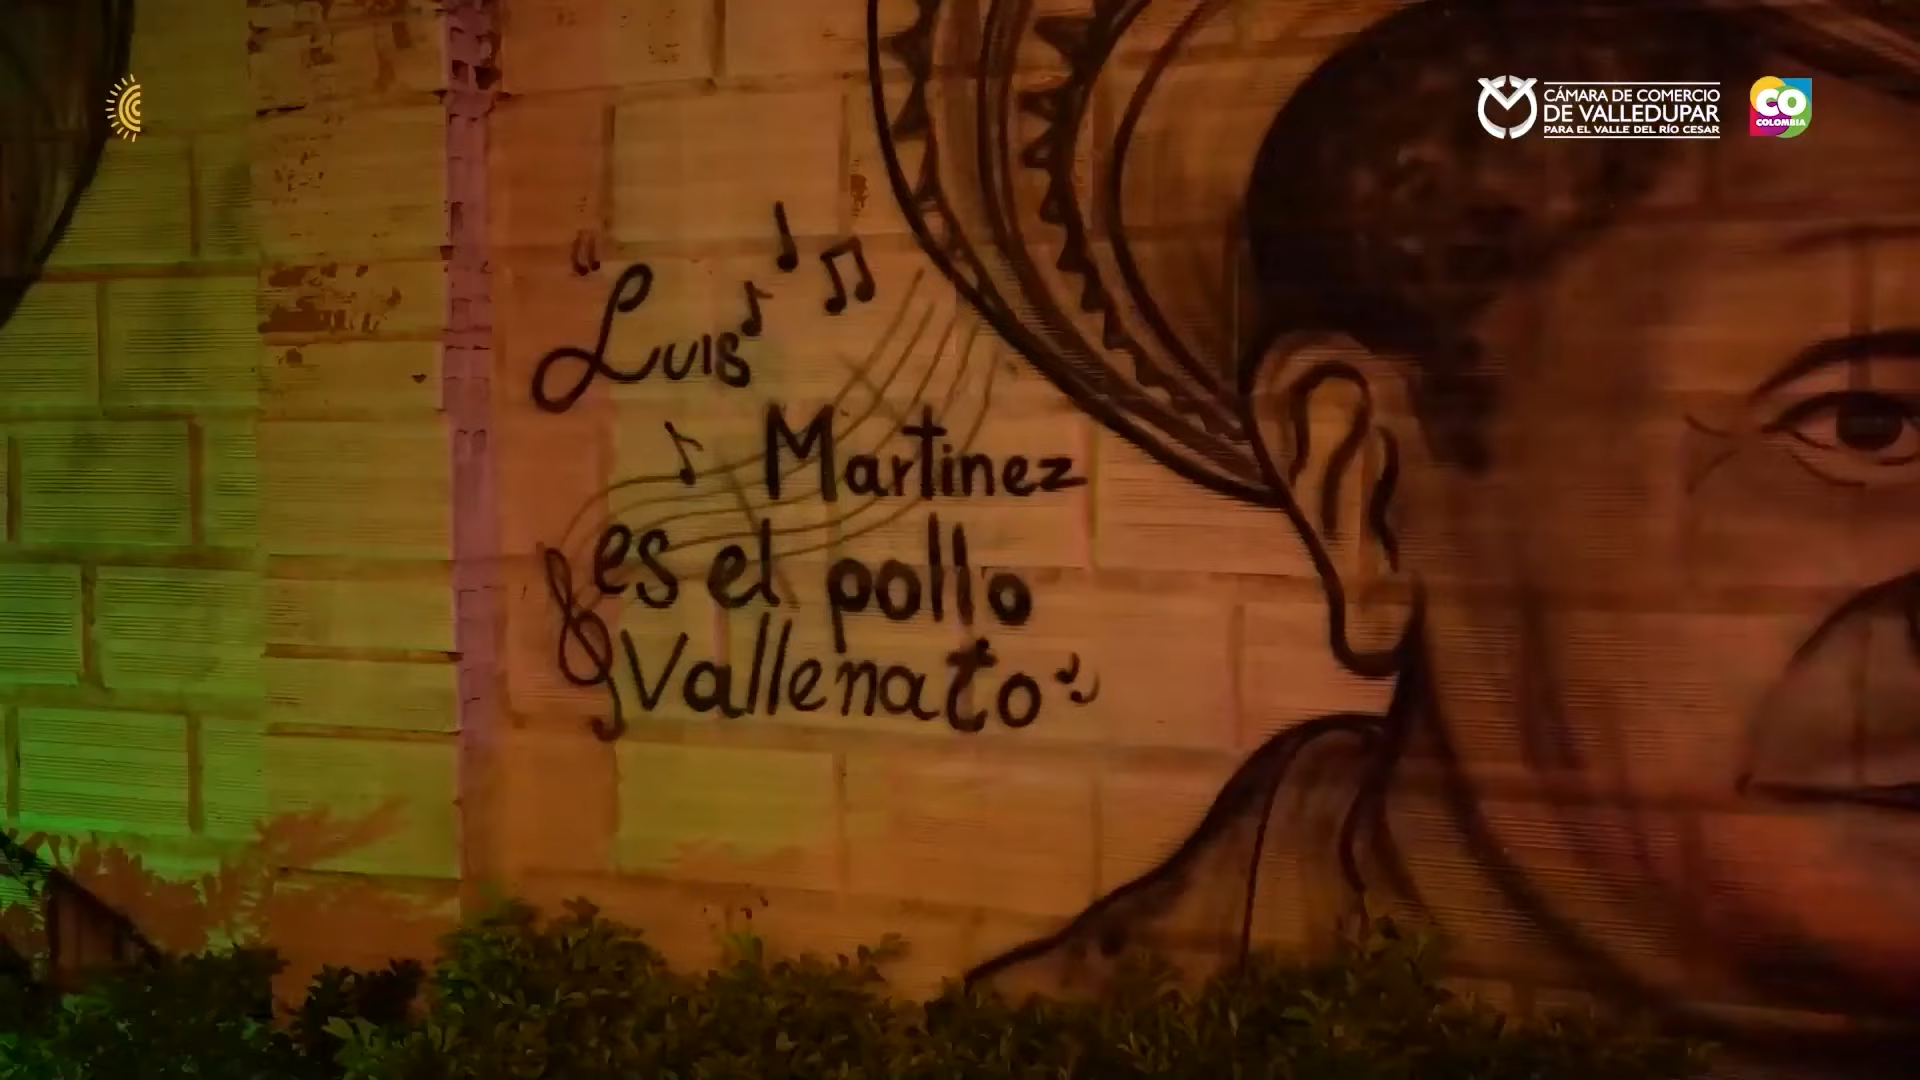 CÁMARA DE COMERCIO
DE VALLEDUPAR
PARA EL VALLE DEL RÍO CESAR
CO
COLOMBIA
"Luis
Martinez
es el pollo
Vallenato